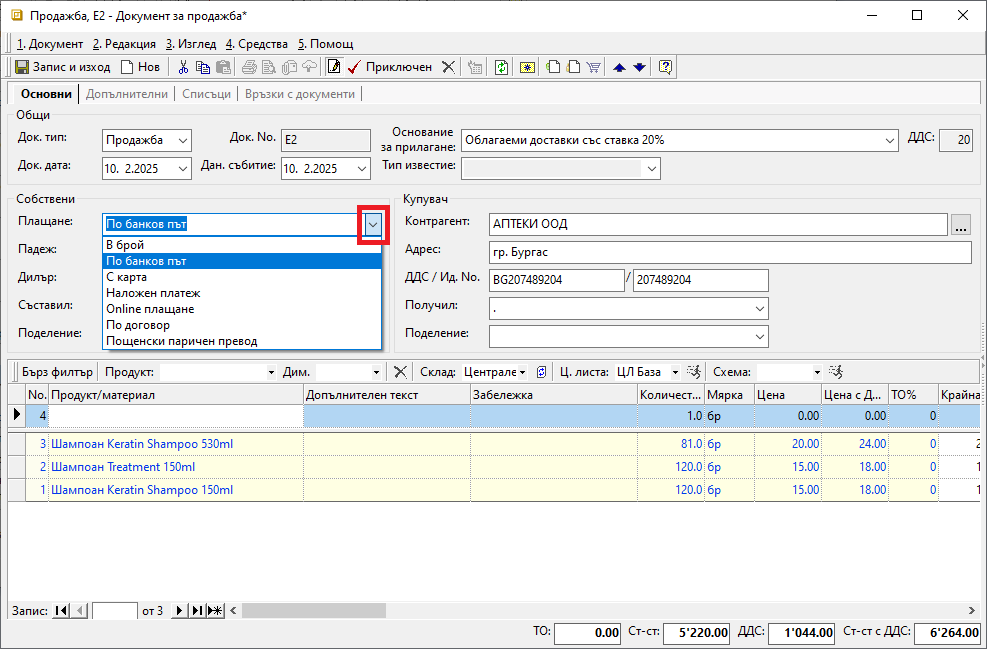 Продажба, E2 - Документ за продажба*
1. Документ 2. Редакция 3. Изглед 4. Средства 5. Помощ
Запис и изход Нов Приключен
Основни Допълнителни Списъци Връзки с документи
Общи
Док. тип: Продажба Док. No. E2 Основание за прилагане: Облагаеми доставки със ставка 20% ДДС: 20
Док. дата: 10. 2.2025 Дан. събитие: 10. 2.2025 Тип известие:
Собствени
Плащане: По банков път
Падеж:
Дилър:
Съставил:
Поделение:
В брой
По банков път
С карта
Наложен платеж
Online плащане
По договор
Пощенски паричен превод
Купувач
Контрагент: АПТЕКИ ООД ...
Адрес: гр. Бургас
ДДС / Ид. No. BG207489204 / 207489204
Получил: .
Поделение:
Бърз филтър Продукт: Дим. Склад: Централе Ц. листа: ЦЛ База Схема:
No. Продукт/материал Допълнителен текст Забележка Количест... Мярка Цена Цена с Д... ТО% Крайна
4 1.0 бр 0.00 0.00 0
3 Шампоан Keratin Shampoo 530ml 81.0 бр 20.00 24.00 0 2
2 Шампоан Treatment 150ml 120.0 бр 15.00 18.00 0 1
1 Шампоан Keratin Shampoo 150ml 120.0 бр 15.00 18.00 0 1
Запис: от 3
ТО: 0.00 Ст-ст: 5'220.00 ДДС: 1'044.00 Ст-ст с ДДС: 6'264.00